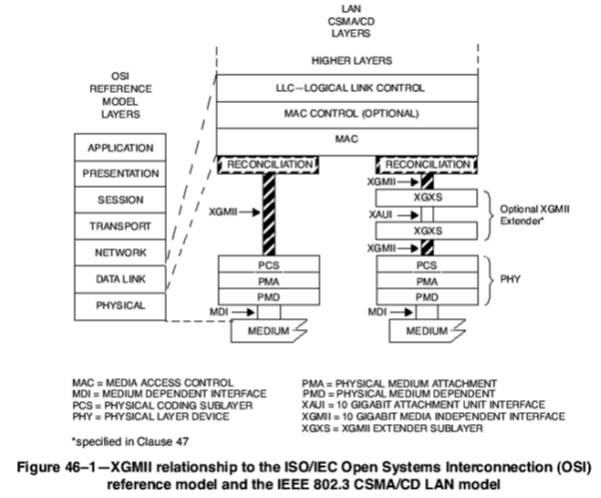 LAN
CSMA/CD
LAYERS
HIGHER LAYERS
LLC—LOGICAL LINK CONTROL
MAC CONTROL (OPTIONAL)
MAC
OSI
REFERENCE
MODEL
LAYERS
APPLICATION
PRESENTATION
SESSION
TRANSPORT
NETWORK
DATA LINK
PHYSICAL
RECONCILIATION
XGMII
PCS
PMA
PMD
MDI
MEDIUM
RECONCILIATION
XGMII
XGXS
XAUI
XGXS
XGMII
Optional XGMII
Extender*
PCS
PMA
PMD
PHY
MDI
MEDIUM
MAC = MEDIA ACCESS CONTROL
MDI = MEDIUM DEPENDENT INTERFACE
PCS = PHYSICAL CODING SUBLAYER
PHY = PHYSICAL LAYER DEVICE
PMA = PHYSICAL MEDIUM ATTACHMENT
PMD = PHYSICAL MEDIUM DEPENDENT
XAUI = 10 GIGABIT ATTACHMENT UNIT INTERFACE
XGMII = 10 GIGABIT MEDIA INDEPENDENT INTERFACE
XGXS = XGMII EXTENDER SUBLAYER
*specified in Clause 47
Figure 46–1—XGMII relationship to the ISO/IEC Open Systems Interconnection (OSI)
reference model and the IEEE 802.3 CSMA/CD LAN model